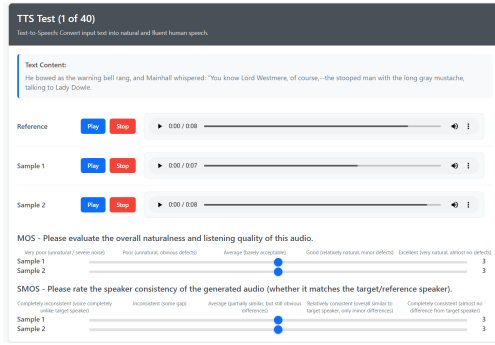 TTS Test (1 of 40)
Text-to-Speech: Convert input text into natural and fluent human speech.
Text Content:
He bowed as the warning bell rang, and Mainhall whispered: "You know Lord Westmere, of course,--the stooped man with the long gray mustache,
talking to Lady Dowle.
Reference Play Stop 0:00 / 0:08
Sample 1 Play Stop 0:00 / 0:07
Sample 2 Play Stop 0:00 / 0:08
MOS - Please evaluate the overall naturalness and listening quality of this audio.
Very poor (unnatural / severe noise) Poor (unnatural, obvious defects) Average (barely acceptable) Good (relatively natural, minor defects) Excellent (very natural, almost no defects)
Sample 1 3
Sample 2 3
SMOS - Please rate the speaker consistency of the generated audio (whether it matches the target/reference speaker).
Completely inconsistent (voice completely Inconsistent (some gap) Average (partially similar, but still obvious Relatively consistent (overall similar to Completely consistent (almost no
unlike target speaker) differences) target speaker, only minor differences) difference from target speaker)
Sample 1 3
Sample 2 3